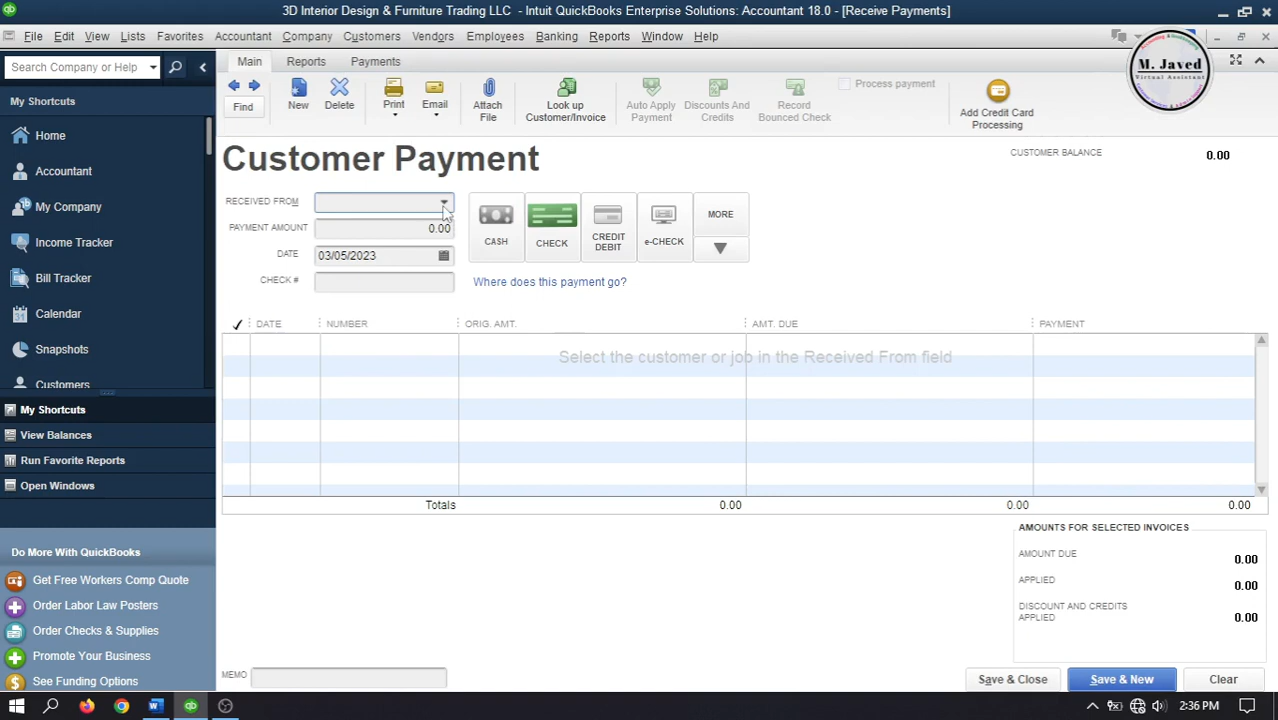 3D Interior Design & Furniture Trading LLC - Intuit QuickBooks Enterprise Solutions: Accountant 18.0 - [Receive Payments]
File Edit View Lists Favorites Accountant Company Customers Vendors Employees Banking Reports Window Help
Search Company or Help
My Shortcuts
Home
Accountant
My Company
Income Tracker
Bill Tracker
Calendar
Snapshots
Customers
My Shortcuts
View Balances
Run Favorite Reports
Open Windows
Do More With QuickBooks
Get Free Workers Comp Quote
Order Labor Law Posters
Order Checks & Supplies
Promote Your Business
See Funding Options
Main Reports Payments
Find
New
Delete
Print
Email
Attach File
Look up Customer/Invoice
Auto Apply Payment
Discounts And Credits
Record Bounced Check
Process payment
Add Credit Card Processing
M. Javed
Virtual Assistant
Customer Payment
CUSTOMER BALANCE 0.00
RECEIVED FROM
PAYMENT AMOUNT 0.00
DATE 03/05/2023
CHECK #
CASH
CHECK
CREDIT DEBIT
e-CHECK
MORE
Where does this payment go?
✓ DATE NUMBER ORIG. AMT. AMT. DUE PAYMENT
Select the customer or job in the Received From field
Totals 0.00 0.00 0.00
AMOUNTS FOR SELECTED INVOICES
AMOUNT DUE 0.00
APPLIED 0.00
DISCOUNT AND CREDITS APPLIED 0.00
MEMO
Save & Close Save & New Clear
2:36 PM